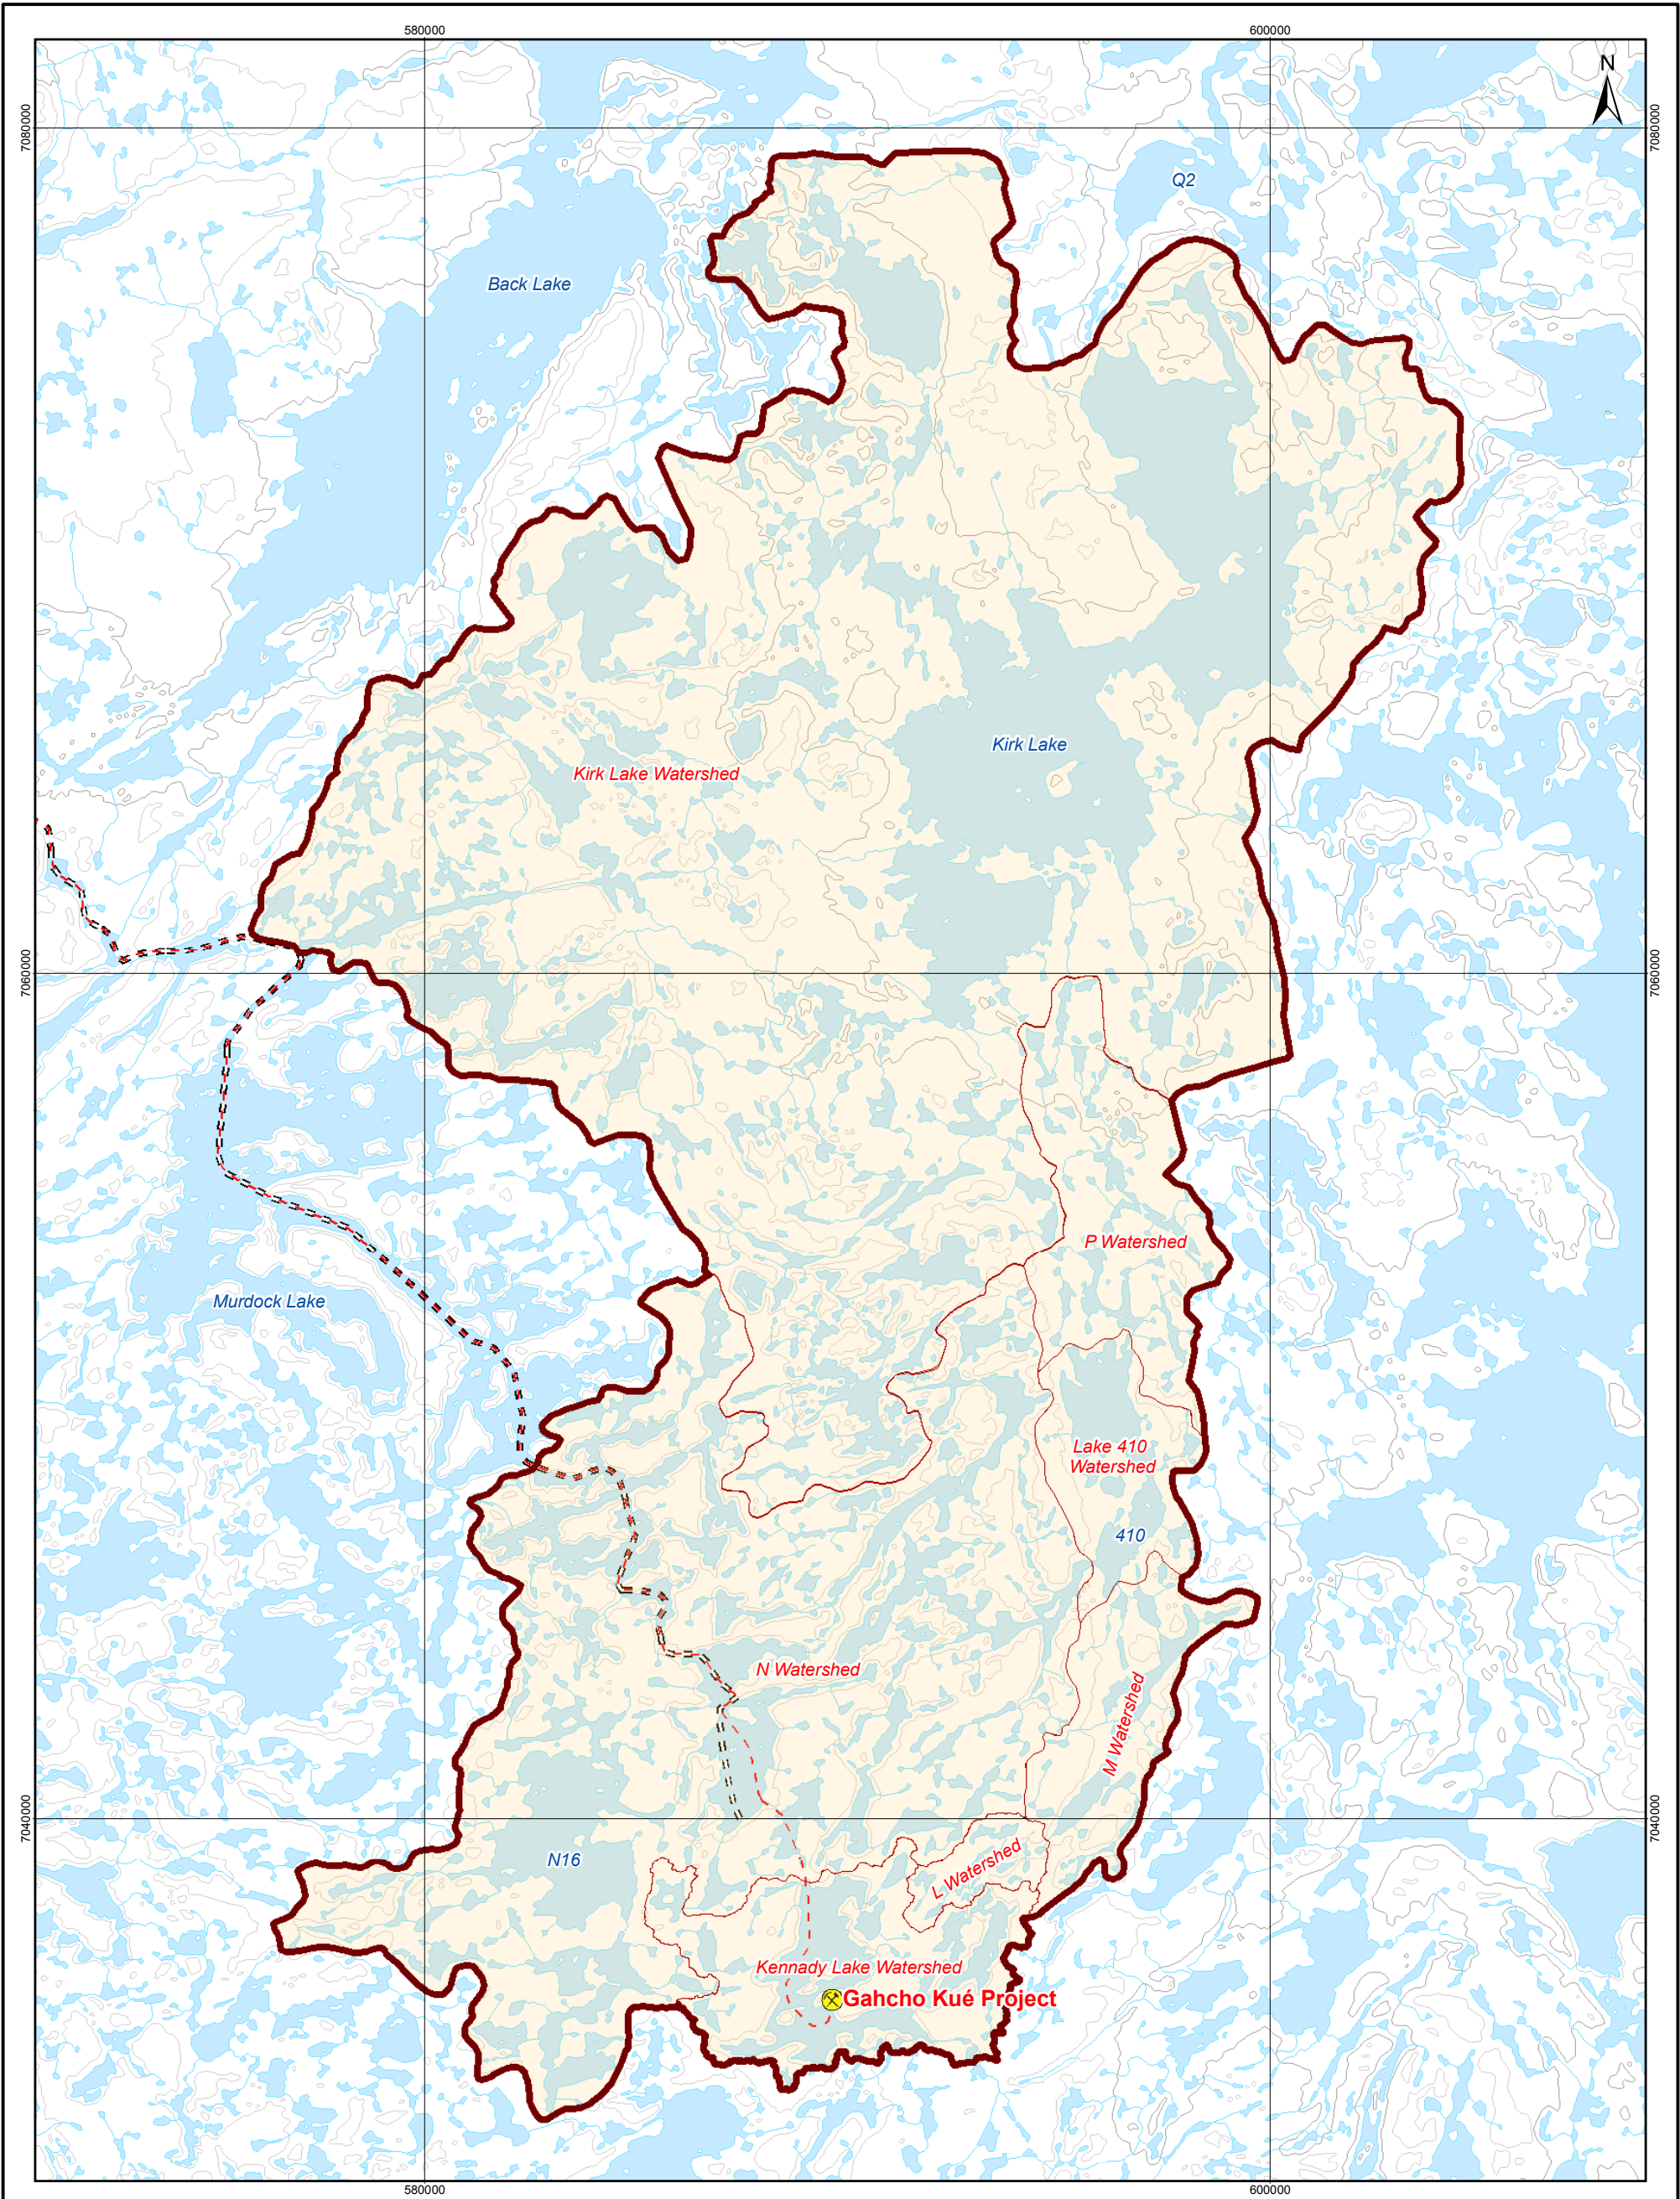 580000
600000
N
7080000
7080000
Q2
Back Lake
Kirk Lake
Kirk Lake Watershed
7060000
7060000
P Watershed
Murdock Lake
Lake 410
Watershed
410
N Watershed
M Watershed
7040000
7040000
L Watershed
N16
Kennady Lake Watershed
Gahcho Kué Project
580000
600000